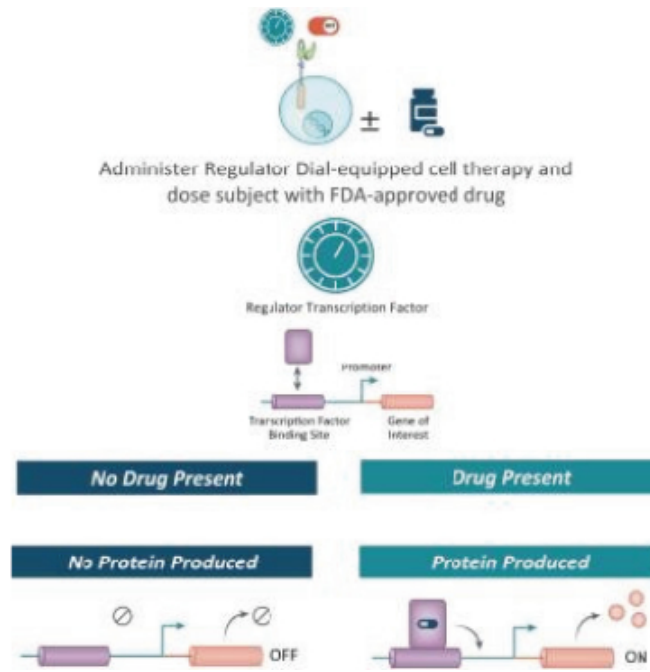 Administer Regulator Dial-equipped cell therapy and
dose subject with FDA-approved drug
Regulator Transcription Factor
Promoter
Transcription Factor
Binding Site
Gene of
Interest
No Drug Present
Drug Present
No Protein Produced
Protein Produced
OFF
ON